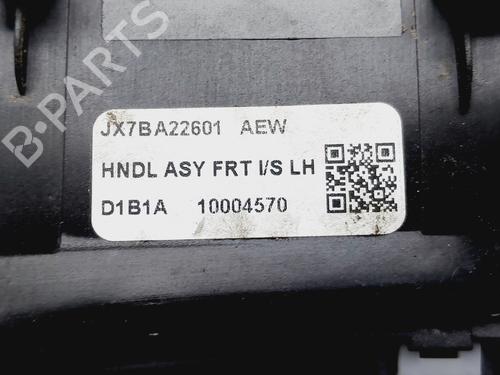 B-PARTS
JX7BA22601 AEW
HNDL ASY FRT I/S LH
D1B1A 10004570